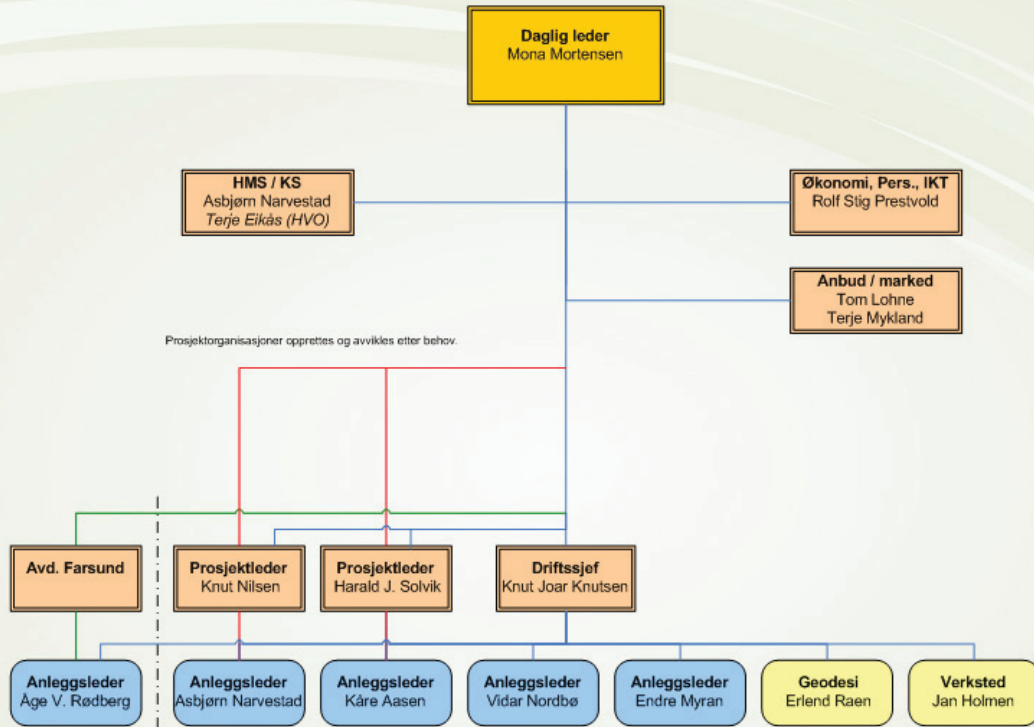 Daglig leder
Mona Mortensen
HMS / KS
Asbjørn Narvestad
Terje Eikås (HVO)
Økonomi, Pers., IKT
Rolf Stig Prestvold
Anbud / marked
Tom Lohne
Terje Mykland
Prosjektorganisasjoner opprettes og avvikles etter behov.
Avd. Farsund
Prosjektleder
Knut Nilsen
Prosjektleder
Harald J. Solvik
Driftssjef
Knut Joar Knutsen
Anleggsleder
Åge V. Rødberg
Anleggsleder
Asbjørn Narvestad
Anleggsleder
Kåre Aasen
Anleggsleder
Vidar Nordbø
Anleggsleder
Endre Myran
Geodesi
Erlend Raen
Verksted
Jan Holmen